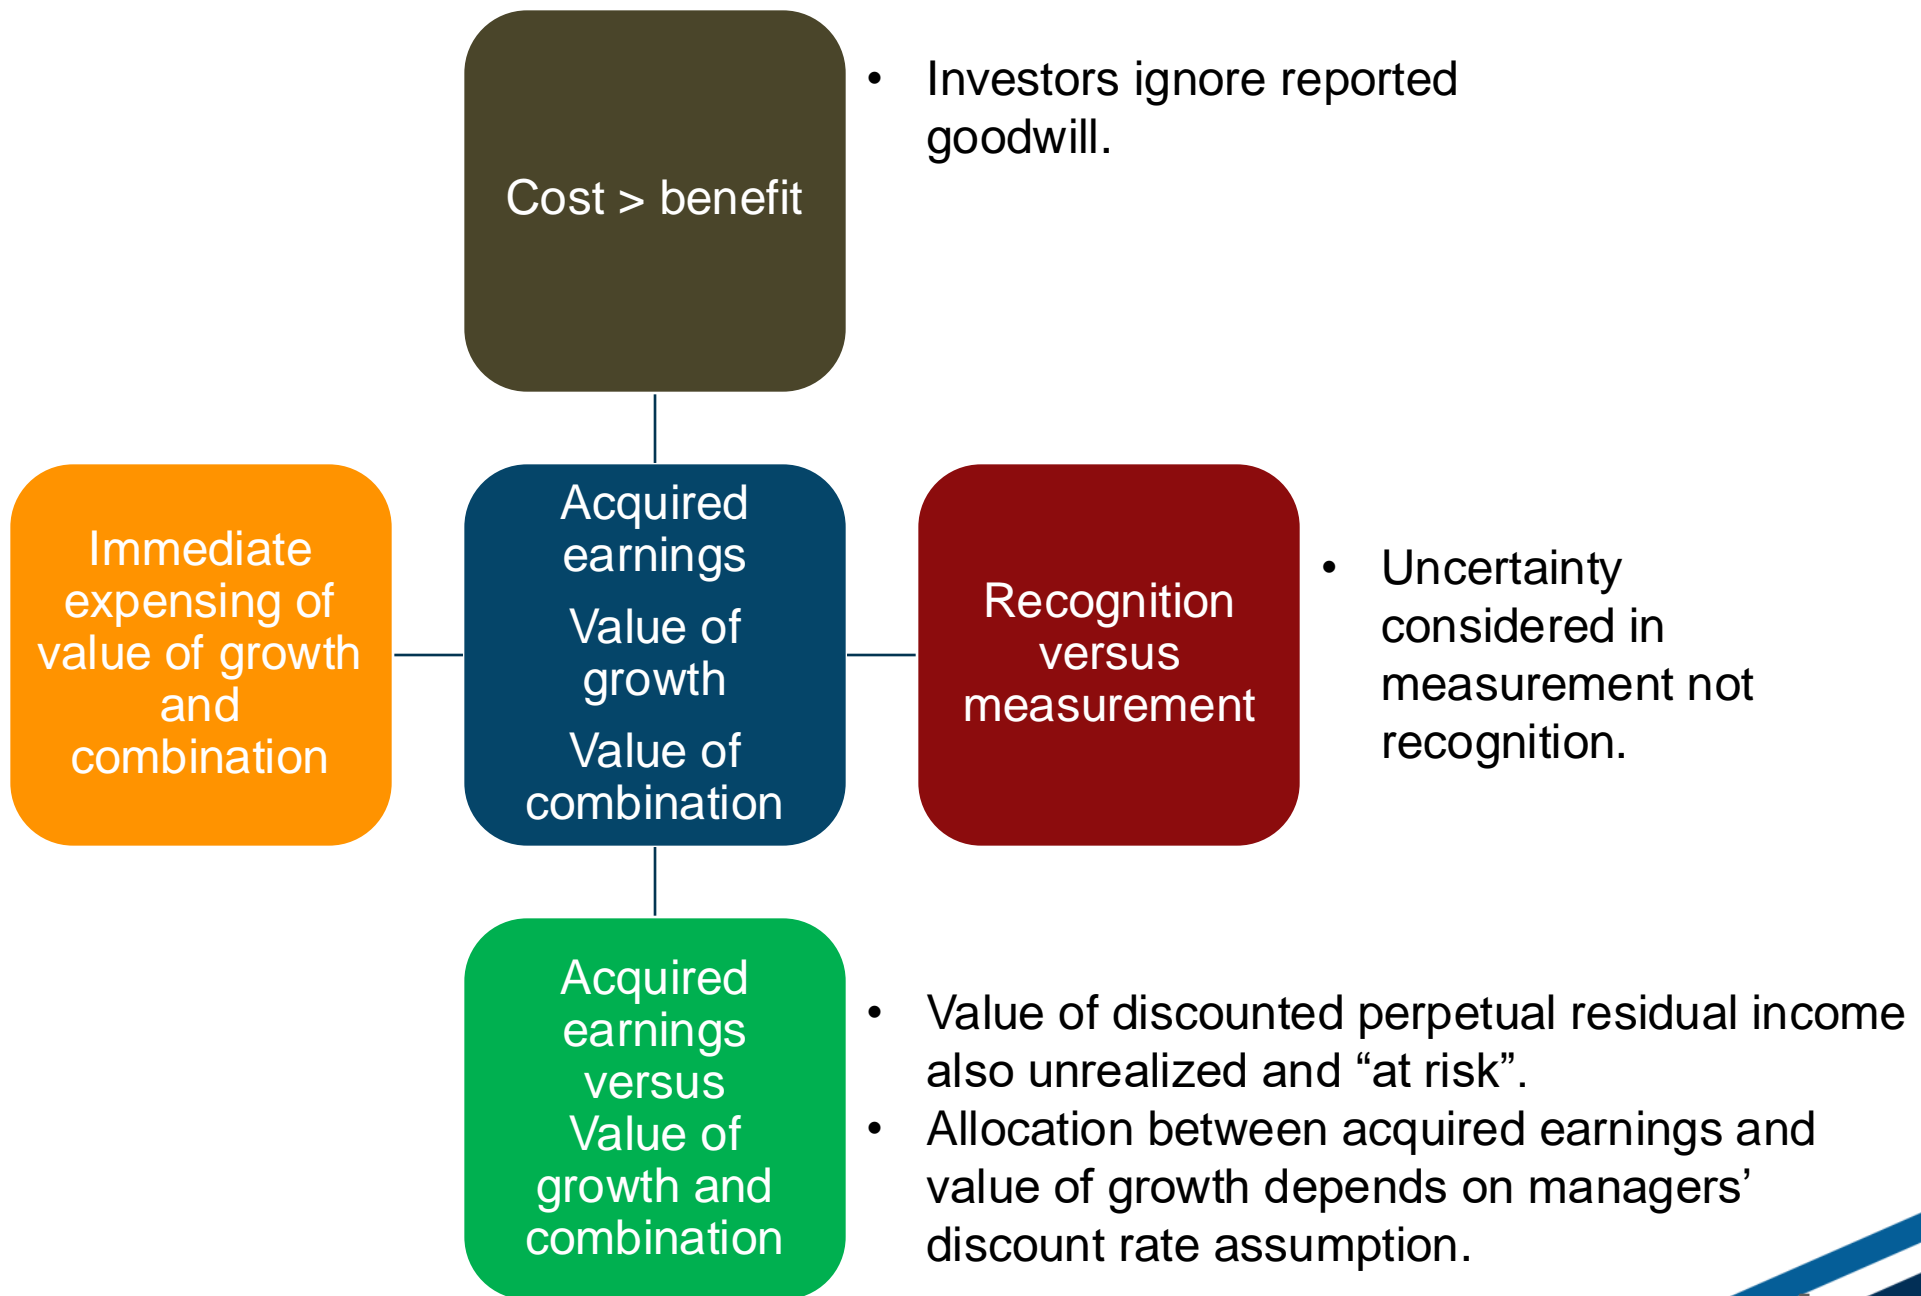 Cost > benefit
• Investors ignore reported
goodwill.
Immediate
expensing of
value of growth
and
combination
Acquired
earnings
Value of
growth
Value of
combination
Recognition
versus
measurement
• Uncertainty
considered in
measurement not
recognition.
Acquired
earnings
versus
Value of
growth and
combination
• Value of discounted perpetual residual income
also unrealized and “at risk”.
• Allocation between acquired earnings and
value of growth depends on managers’
discount rate assumption.